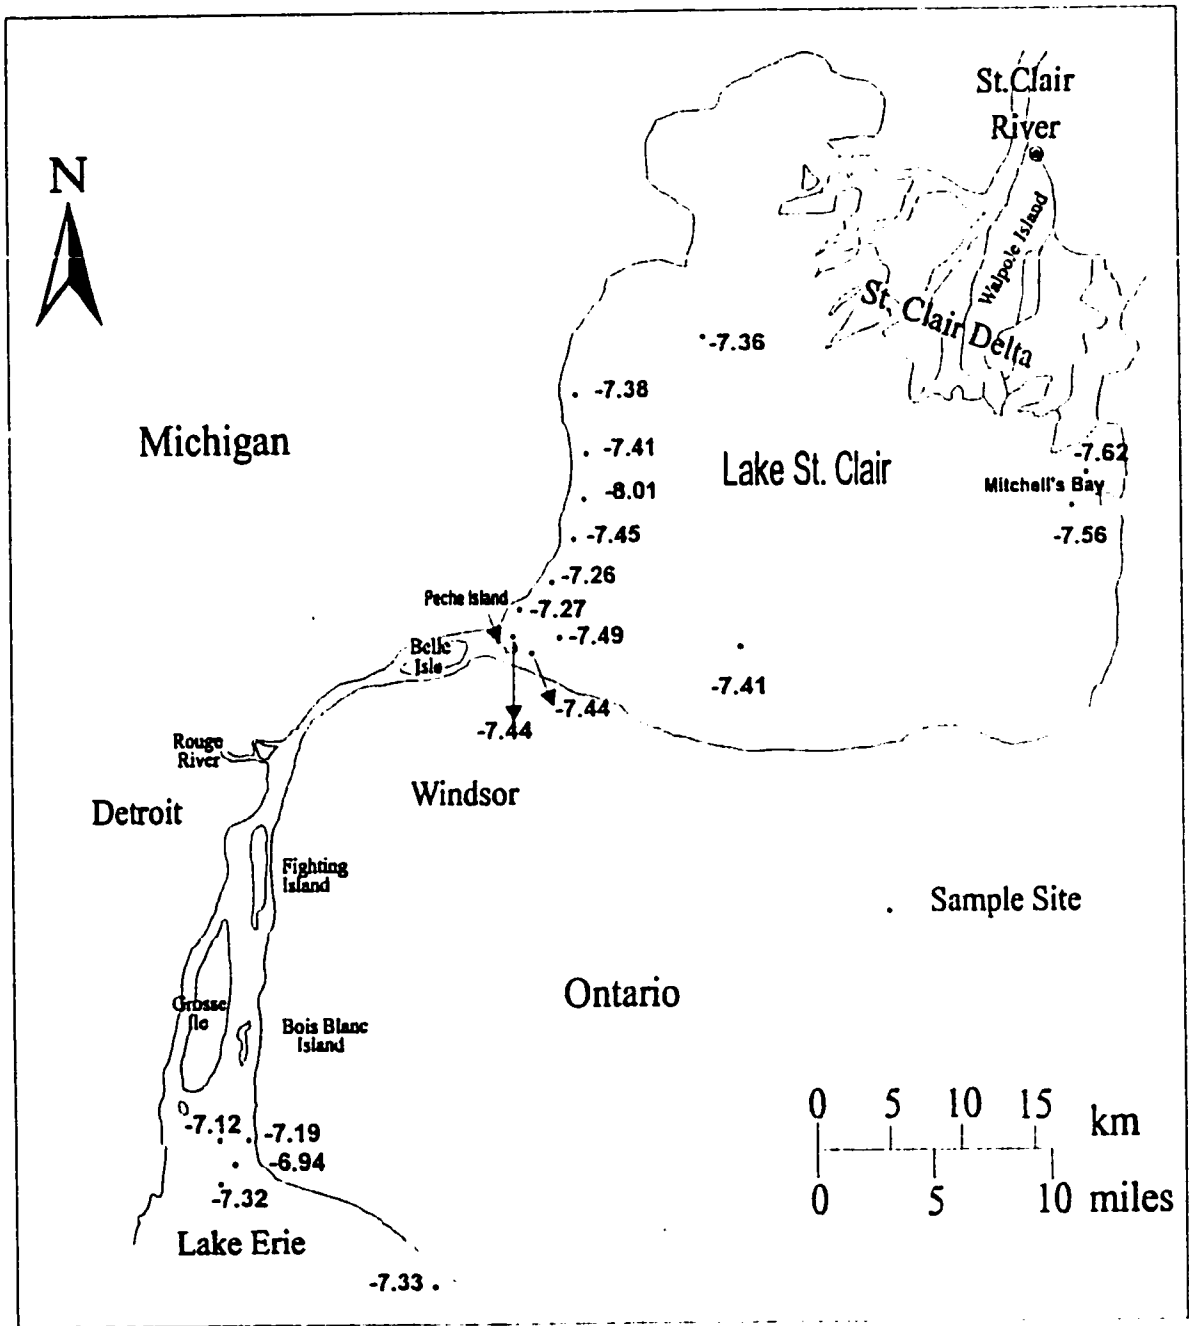 St.Clair
River
N
Walpole Island
St. Clair Delta
-7.36
-7.38
Michigan
-7.41
Lake St. Clair
-7.62
-8.01
Mitchell's Bay
-7.45
-7.56
-7.26
Peche Island
-7.27
-7.49
Belle
Isle
-7.41
-7.44
-7.44
Rouge
River
Windsor
Detroit
Fighting
Island
Sample Site
Ontario
Grosse
Ile
Bois Blanc
Island
0 5 10 15 km
-7.12
-7.19
-6.94
-7.32
0 5 10 miles
Lake Erie
-7.33